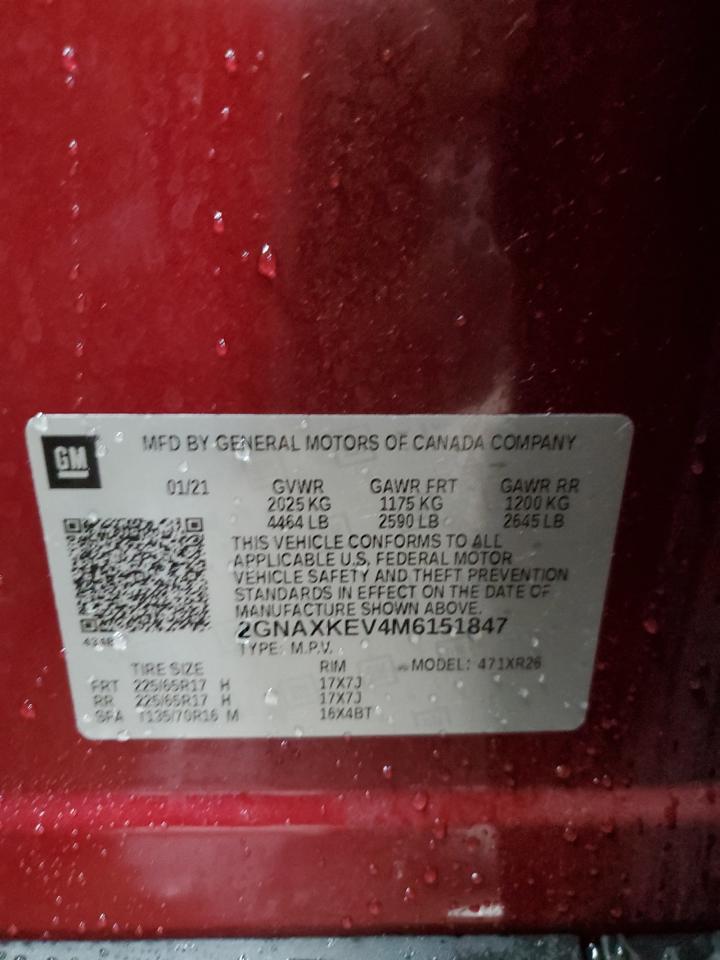 GM
MFD BY GENERAL MOTORS OF CANADA COMPANY
01/21 GVWR GAWR FRT GAWR RR
2025 KG 1175 KG 1200 KG
4464 LB 2590 LB 2645 LB
THIS VEHICLE CONFORMS TO ALL
APPLICABLE U.S. FEDERAL MOTOR
VEHICLE SAFETY AND THEFT PREVENTION
STANDARDS IN EFFECT ON THE DATE OF
MANUFACTURE SHOWN ABOVE.
2GNAXKEV4M6151847
TYPE: M.P.V.
TIRE SIZE RIM MODEL: 471XR26
FRT 225/65R17 H 17X7J
RR 225/65R17 H 17X7J
SPA T135/70R16 M 16X4BT